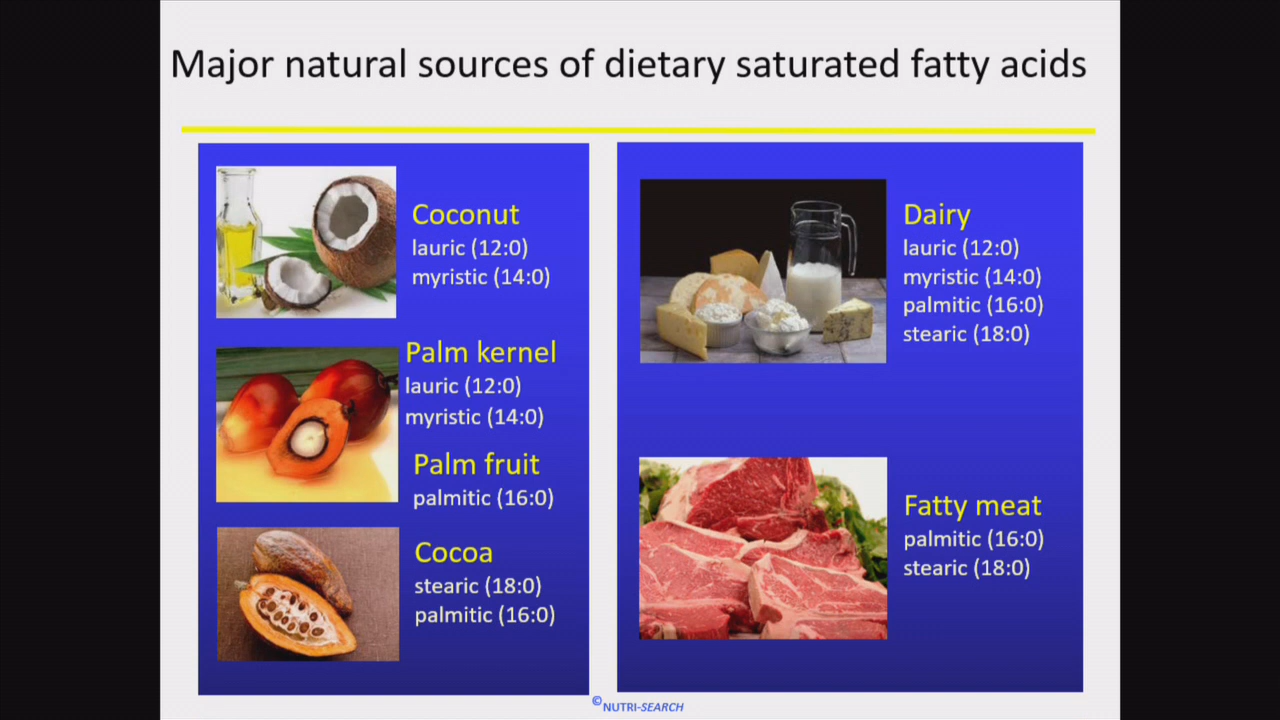 Major natural sources of dietary saturated fatty acids
Coconut
lauric (12:0)
myristic (14:0)
Palm kernel
lauric (12:0)
myristic (14:0)
Palm fruit
palmitic (16:0)
Cocoa
stearic (18:0)
palmitic (16:0)
Dairy
lauric (12:0)
myristic (14:0)
palmitic (16:0)
stearic (18:0)
Fatty meat
palmitic (16:0)
stearic (18:0)
©NUTRI-SEARCH